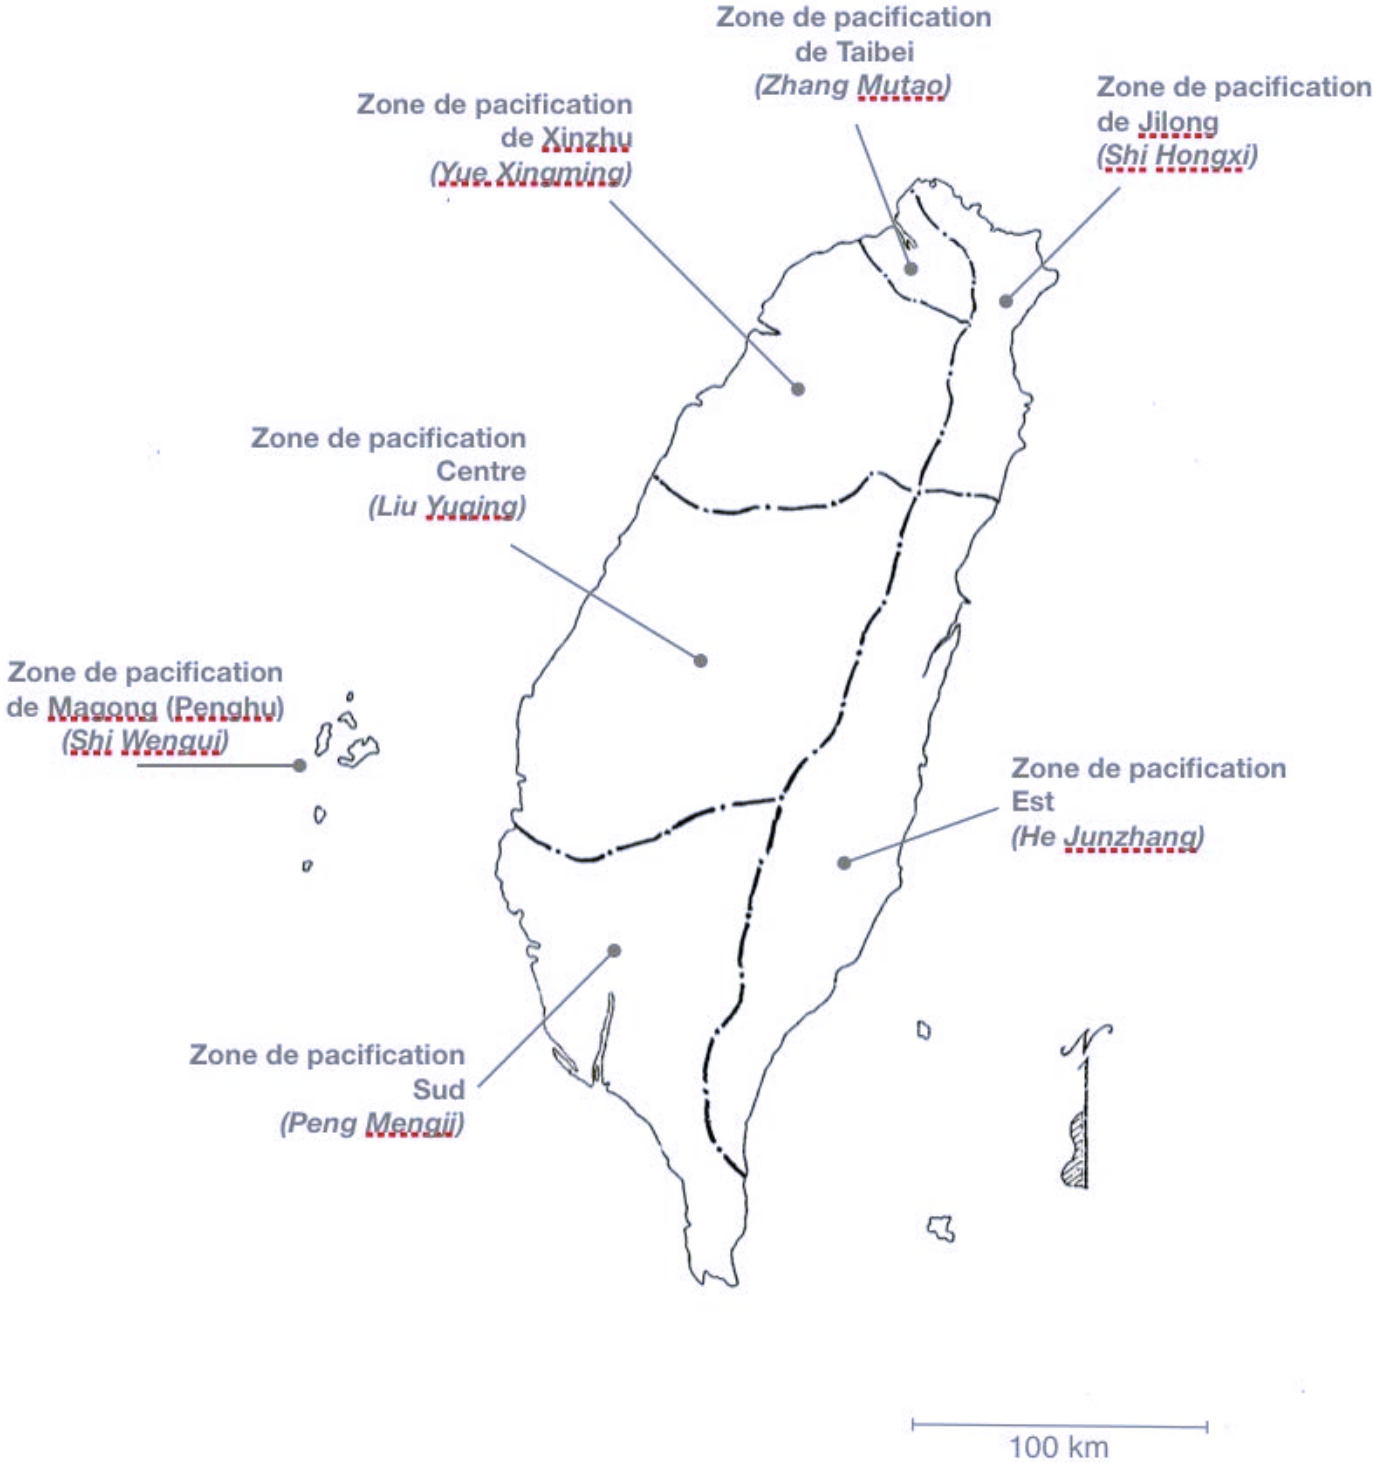 Zone de pacification
de Taibei
(Zhang Mutao)
Zone de pacification
de Jilong
(Shi Hongxi)
Zone de pacification
de Xinzhu
(Yue Xingming)
Zone de pacification
Centre
(Liu Yuqing)
Zone de pacification
de Magong (Penghu)
(Shi Wengui)
Zone de pacification
Est
(He Junzhang)
Zone de pacification
Sud
(Peng Mengji)
N
100 km